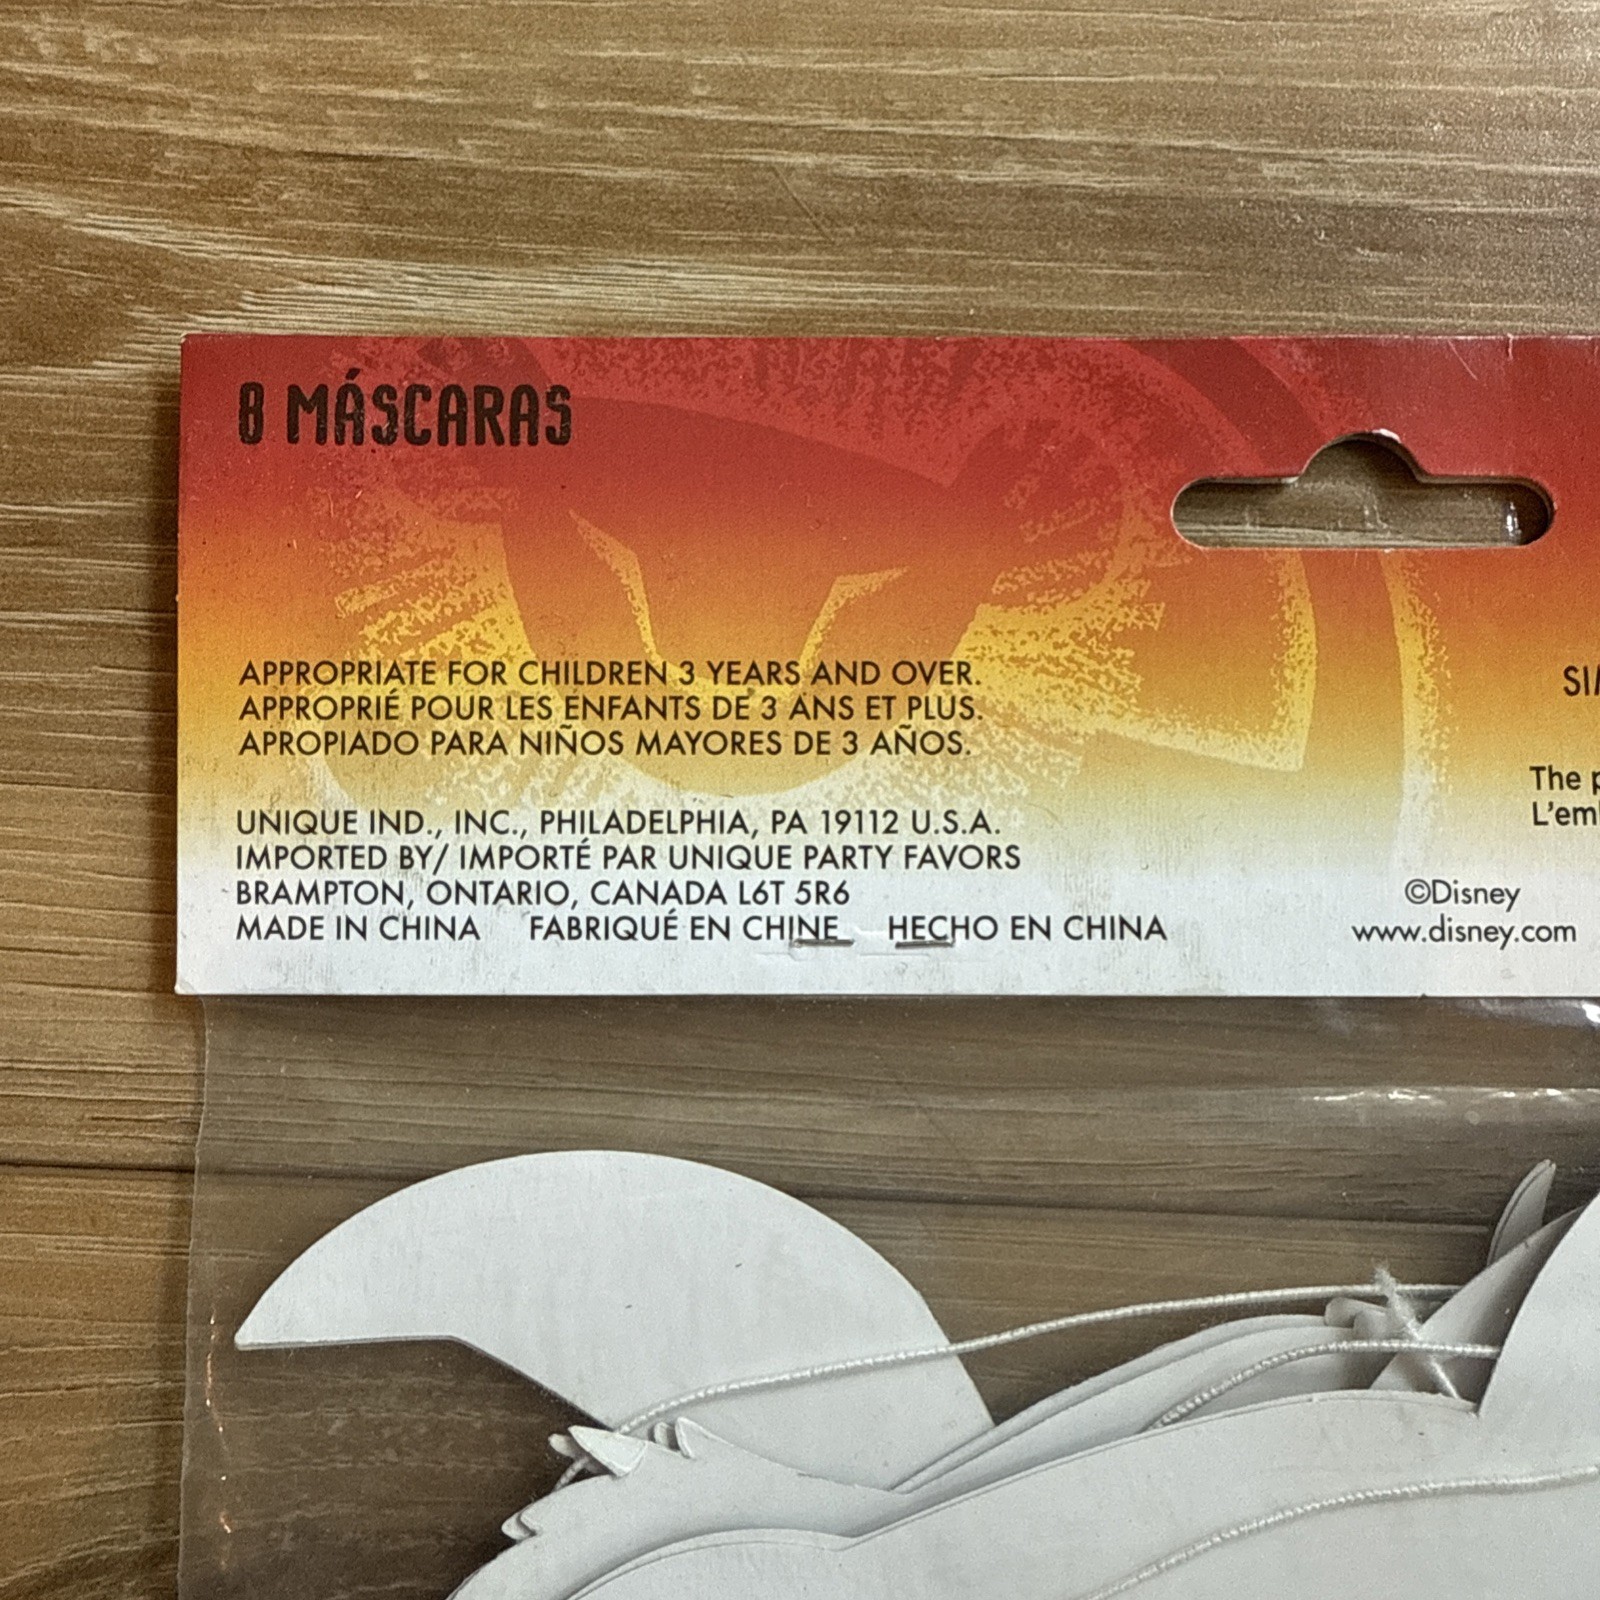 8 MÁSCARAS
APPROPRIATE FOR CHILDREN 3 YEARS AND OVER.
APPROPRIÉ POUR LES ENFANTS DE 3 ANS ET PLUS.
APROPIADO PARA NIÑOS MAYORES DE 3 AÑOS.
UNIQUE IND., INC., PHILADELPHIA, PA 19112 U.S.A.
IMPORTED BY/ IMPORTÉ PAR UNIQUE PARTY FAVORS
BRAMPTON, ONTARIO, CANADA L6T 5R6
MADE IN CHINA FABRIQUÉ EN CHINE HECHO EN CHINA
The
©Disney
www.disney.com